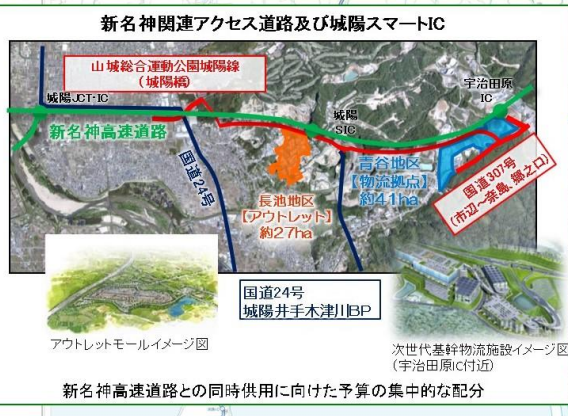 新名神関連アクセス道路及び城陽スマートIC
山城総合運動公園城陽線
（城陽橋）
城陽JCT・IC
宇治田原
IC
城陽
SIC
新名神高速道路
国道24号
青谷地区
【物流拠点】
約41ha
長池地区
【アウトレット】
約27ha
国道307号
（市辺～奈島、郷之口）
国道24号
城陽井手木津川BP
アウトレットモールイメージ図
次世代基幹物流施設イメージ図
（宇治田原IC付近）
新名神高速道路との同時供用に向けた予算の集中的な配分